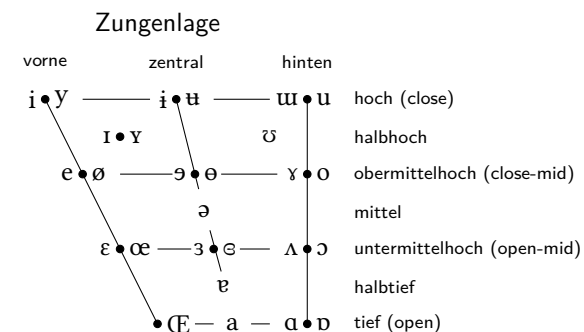 Zungenlage
vorne zentral hinten
i y ɨ ʉ ɯ u hoch (close)
ɪ ʏ ʊ halbhoch
e ø ɘ ɵ ɤ o obermittelhoch (close-mid)
ə mittel
ɛ œ ɜ ɞ ʌ ɔ untermittelhoch (open-mid)
ɐ halbtief
Œ a ɑ ɒ tief (open)